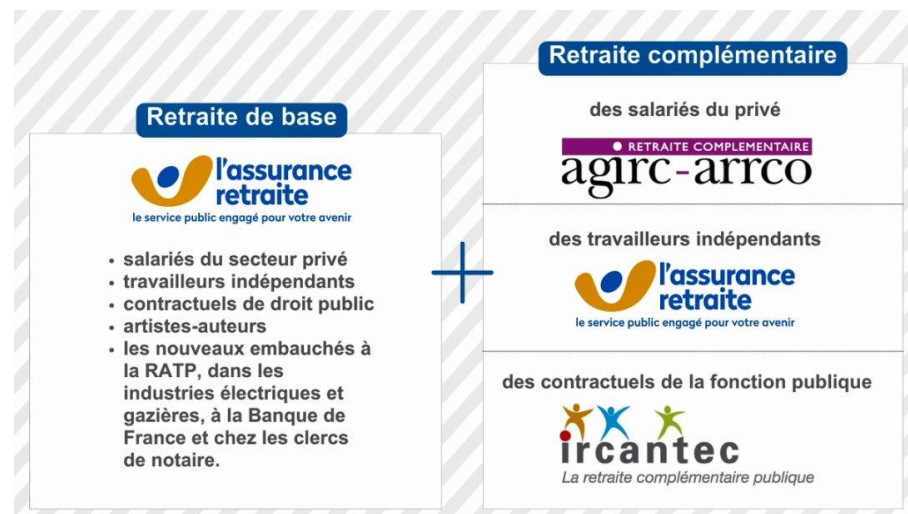 Retraite de base
l'assurance
retraite
le service public engagé pour votre avenir
• salariés du secteur privé
• travailleurs indépendants
• contractuels de droit public
• artistes-auteurs
• les nouveaux embauchés à
la RATP, dans les
industries électriques et
gazières, à la Banque de
France et chez les clercs
de notaire.
+
Retraite complémentaire
des salariés du privé
RETRAITE COMPLEMENTAIRE
agirc-arrco
des travailleurs indépendants
l'assurance
retraite
le service public engagé pour votre avenir
des contractuels de la fonction publique
ircantec
La retraite complémentaire publique